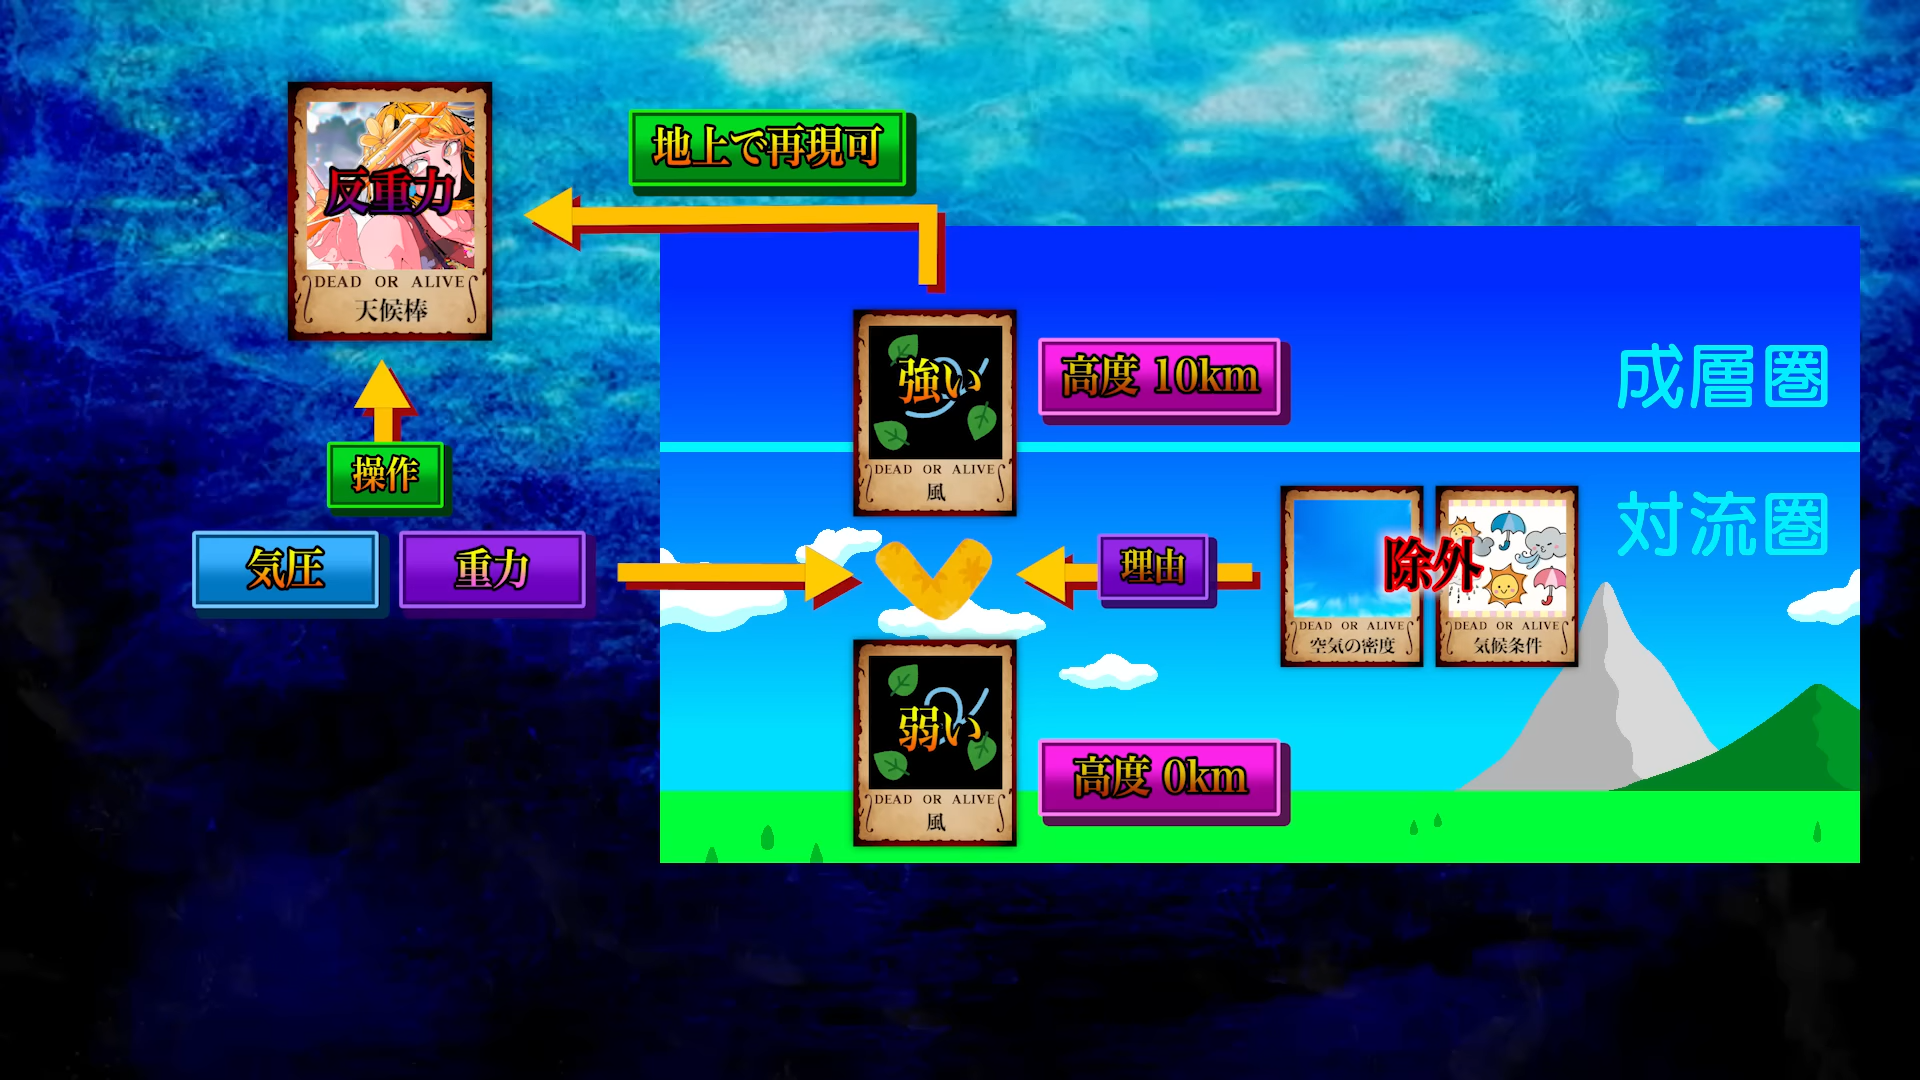 反重力
DEAD OR ALIVE
天候棒
地上で再現可
操作
気圧
重力
強い
DEAD OR ALIVE
風
高度 10km
成層圏
対流圏
理由
除外
DEAD OR ALIVE
空気の密度
DEAD OR ALIVE
気候条件
弱い
DEAD OR ALIVE
風
高度 0km